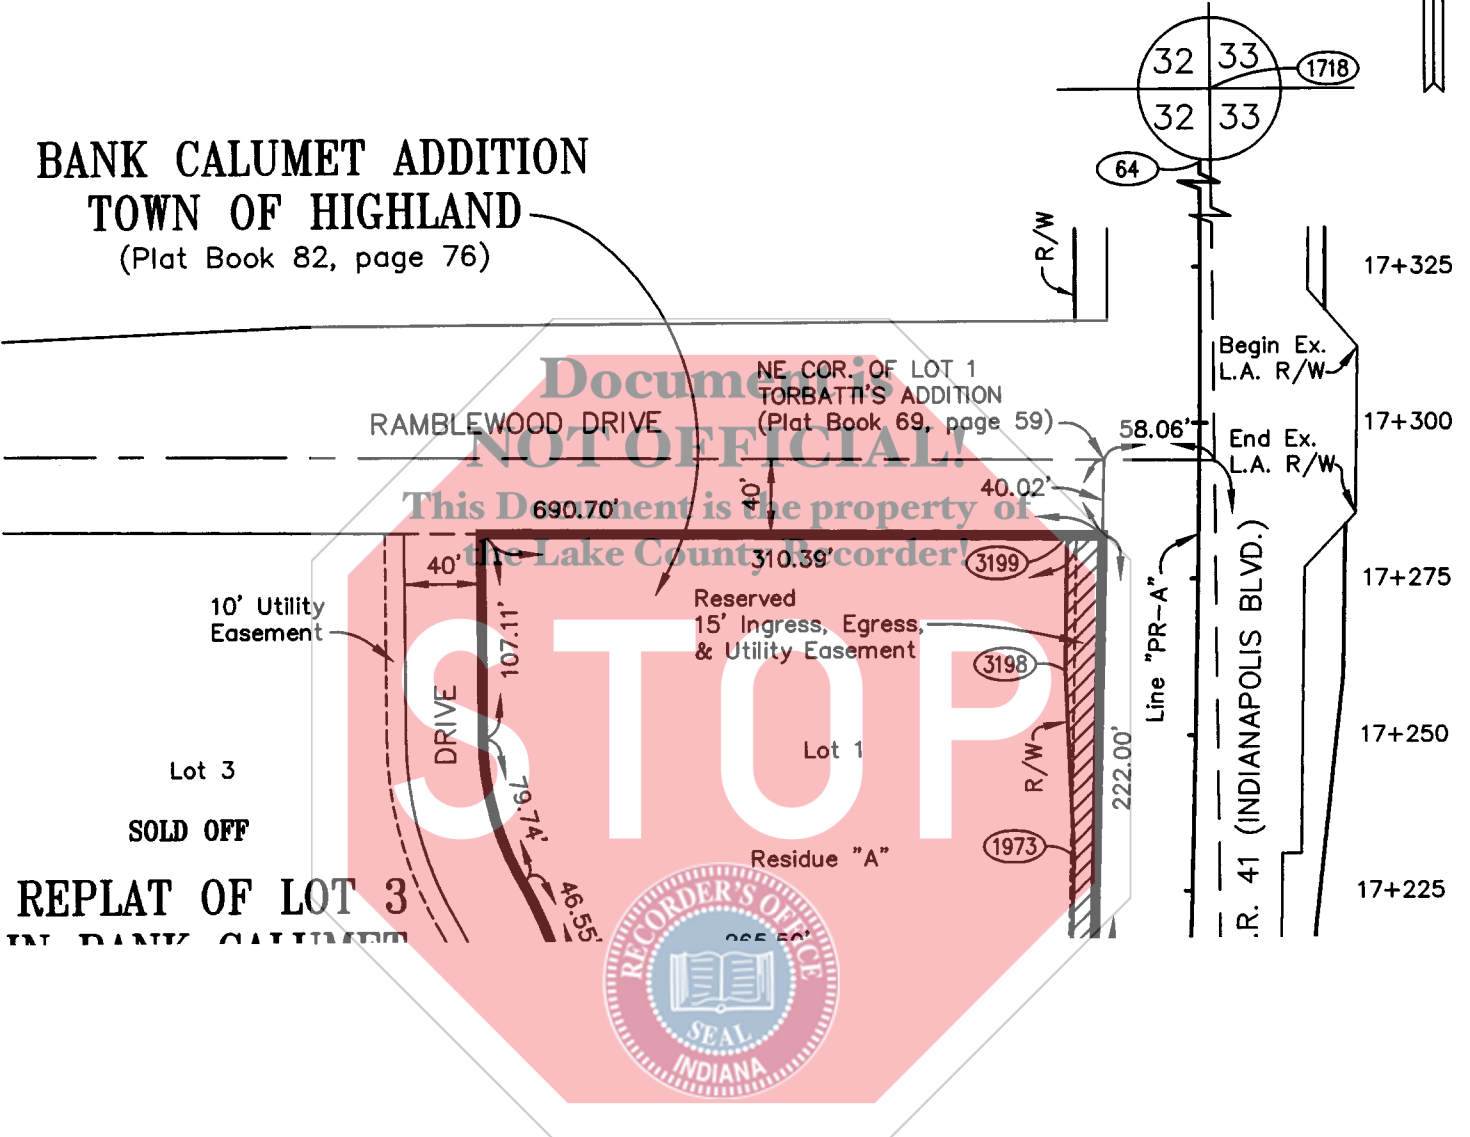 32 33
32 33
1718
64
BANK CALUMET ADDITION
TOWN OF HIGHLAND
(Plat Book 82, page 76)
R/W
17+325
Begin Ex.
L.A. R/W
Document is
NOT OFFICIAL!
This Document is the property of
the Lake County Recorder!
STOP
NE COR. OF LOT 1
TORBATTI'S ADDITION
(Plat Book 69, page 59)
RAMBLEWOOD DRIVE
58.06'
17+300
End Ex.
L.A. R/W
40.02'
40'
690.70'
310.39'
3199
40'
17+275
10' Utility
Easement
107.11'
Reserved
15' Ingress, Egress,
& Utility Easement
3198
Line "PR-A"
.R. 41 (INDIANAPOLIS BLVD.)
DRIVE
R/W
222.00'
17+250
Lot 3
Lot 1
79.74'
SOLD OFF
Residue "A"
1973
46.55'
17+225
REPLAT OF LOT 3
IN BANK CALUMET
265.50'
RECORDER'S OFFICE
SEAL
INDIANA